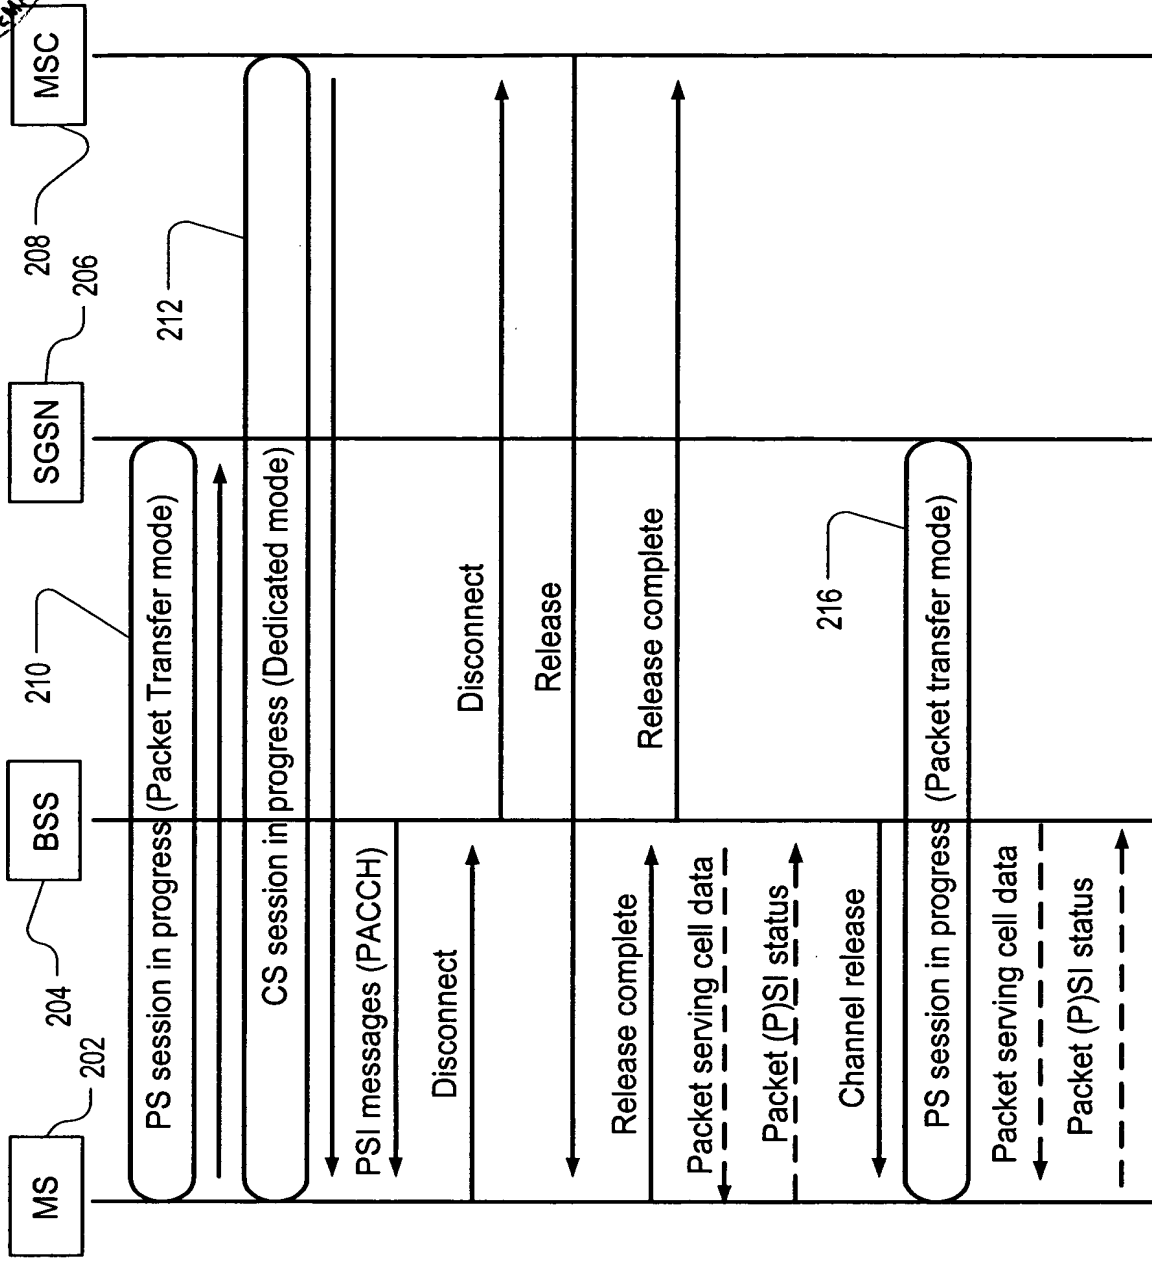 MS
BSS
SGSN
MSC
202
204
206
208
210
PS session in progress (Packet Transfer mode)
212
CS session in progress (Dedicated mode)
PSI messages (PACCH)
Disconnect
Disconnect
Release
Release complete
Release complete
Packet serving cell data
Packet (P)SI status
Channel release
216
PS session in progress (Packet transfer mode)
Packet serving cell data
Packet (P)SI status